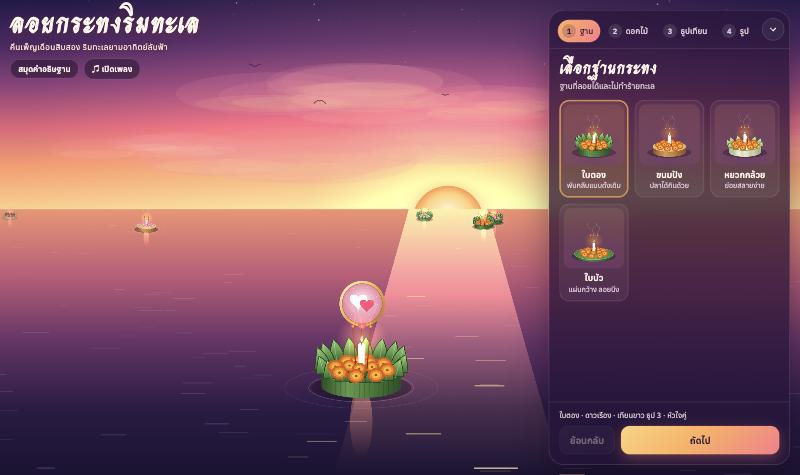 ลอยกระทงริมทะเล
คืนเพ็ญเดือนสิบสอง ริมทะเลยามอาทิตย์ลับฟ้า
สมุดคำอธิษฐาน
♫ เปิดเพลง
1 ฐาน
2 ดอกไม้
3 ธูปเทียน
4 รูป
เลือกฐานกระทง
ฐานที่ลอยได้และไม่ทำร้ายทะเล
ใบตอง
พับกลีบแบบดั้งเดิม
ขนมปัง
ปลาได้กินด้วย
หยวกกล้วย
ย่อยสลายง่าย
ใบบัว
แผ่นกว้าง ลอยนิ่ง
ใบตอง · ดาวเรือง · เทียนขาว ธูป 3 · หัวใจคู่
ย้อนกลับ
ถัดไป